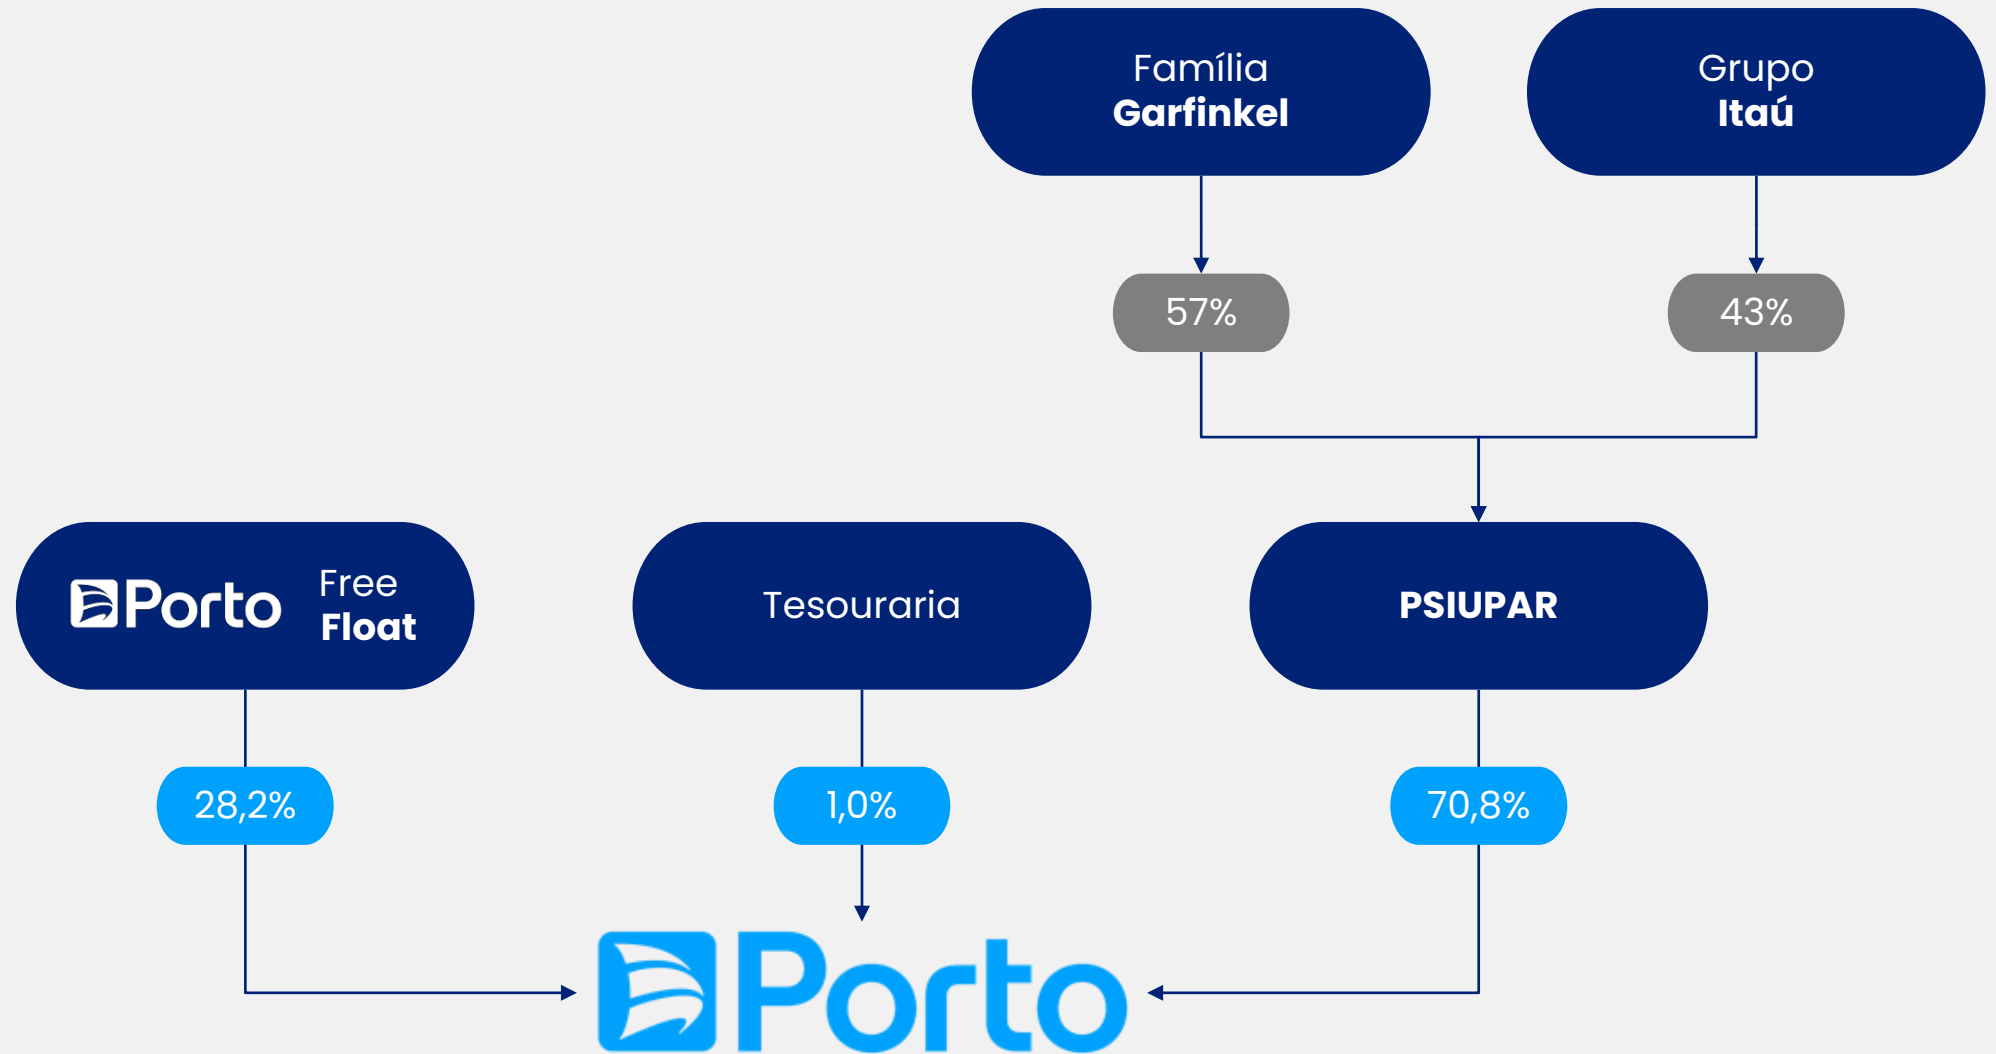 Família
Garfinkel
Grupo
Itaú
57%
43%
Porto
Free
Float
Tesouraria
PSIUPAR
28,2%
1,0%
70,8%
Porto